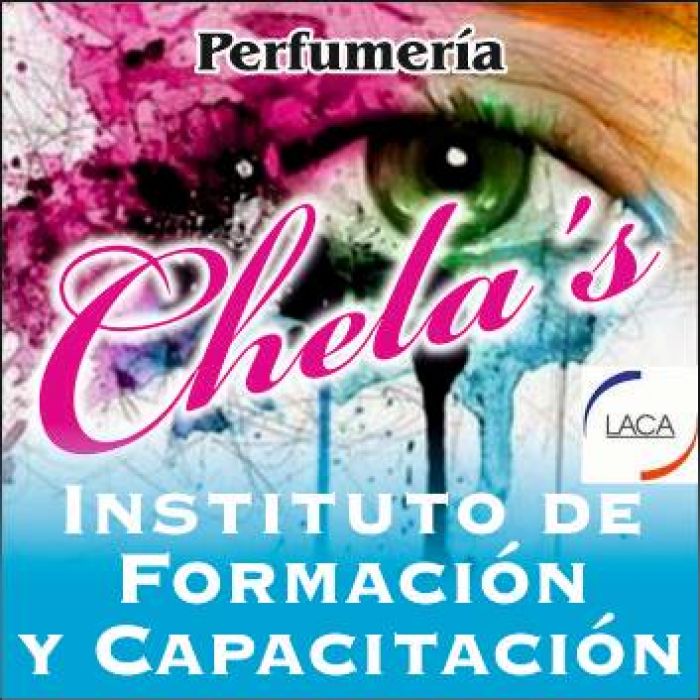 Perfumería
Chela's
LACA
INSTITUTO DE
FORMACIÓN
Y CAPACITACIÓN